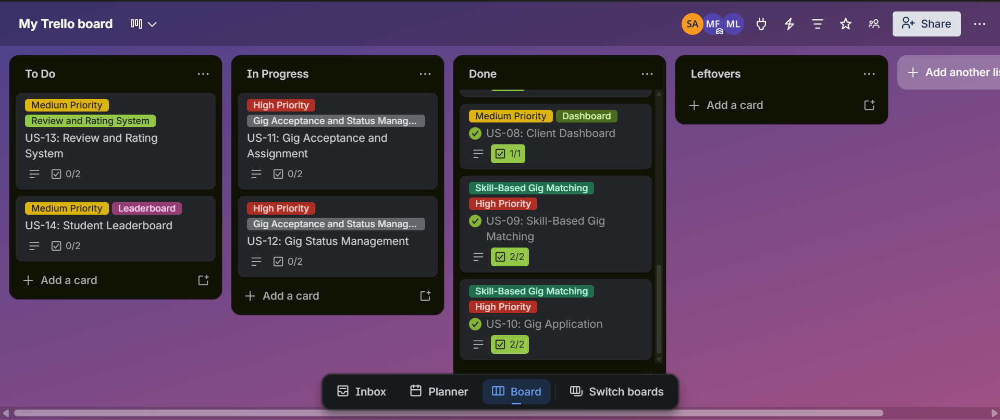 My Trello board
SA MF ML
Share
To Do
Medium Priority
Review and Rating System
US-13: Review and Rating
System
0/2
Medium Priority Leaderboard
US-14: Student Leaderboard
0/2
Add a card
In Progress
High Priority
Gig Acceptance and Status Manag...
US-11: Gig Acceptance and
Assignment
0/2
High Priority
Gig Acceptance and Status Manag...
US-12: Gig Status Management
0/2
Add a card
Done
Medium Priority Dashboard
US-08: Client Dashboard
1/1
Skill-Based Gig Matching
High Priority
US-09: Skill-Based Gig
Matching
2/2
Skill-Based Gig Matching
High Priority
US-10: Gig Application
2/2
Leftovers
Add a card
Add another lis
Inbox
Planner
Board
Switch boards